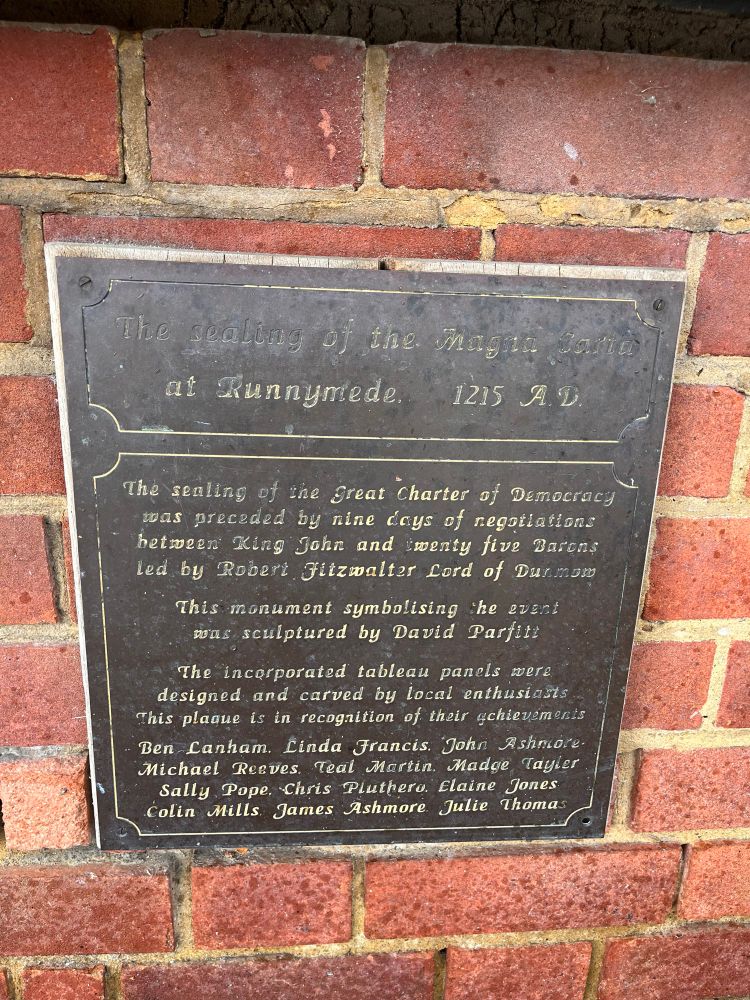 The sealing of the Magna Carta
at Runnymede. 1215 A.D.
The sealing of the Great Charter of Democracy
was preceded by nine days of negotiations
between King John and twenty five Barons
led by Robert Fitzwalter Lord of Dunmow
This monument symbolising the event
was sculptured by David Parfitt
The incorporated tableau panels were
designed and carved by local enthusiasts
This plaque is in recognition of their achievements
Ben Lanham, Linda Francis, John Ashmore
Michael Reeves, Teal Martin, Madge Tayler
Sally Pope, Chris Pluthero, Elaine Jones
Colin Mills, James Ashmore, Julie Thomas